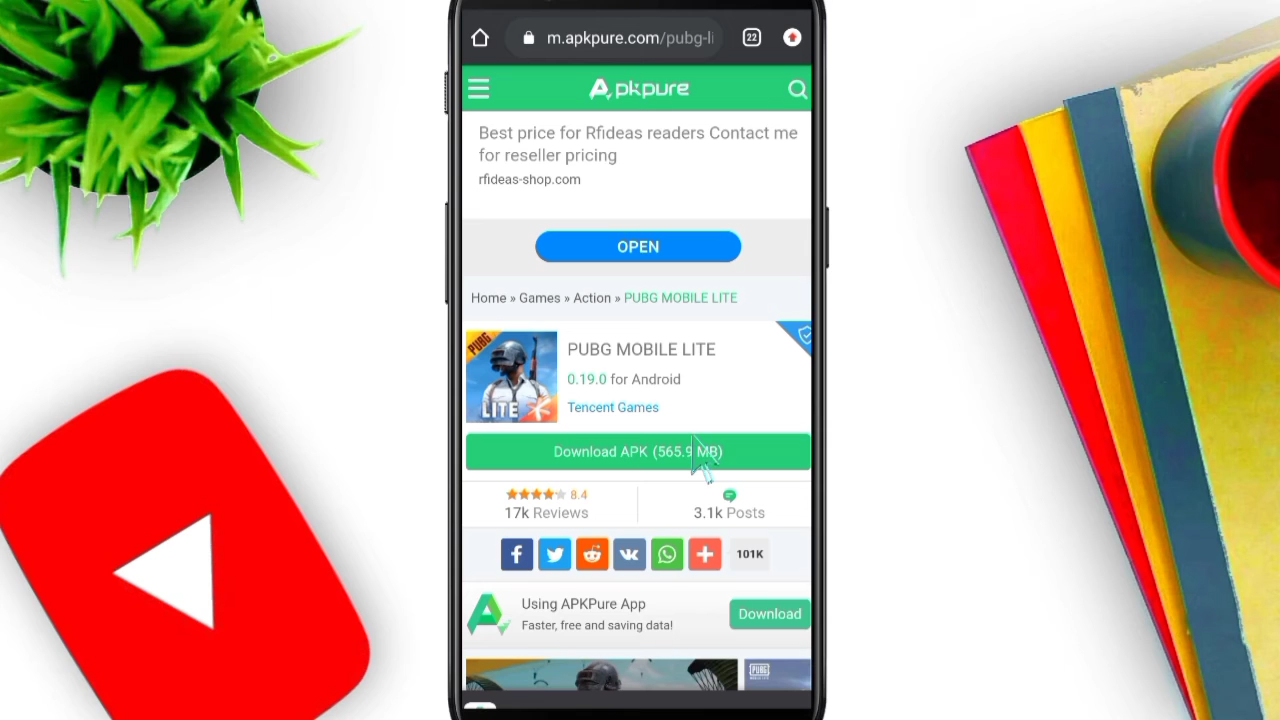 m.apkpure.com/pubg-li
22
Apkpure
Best price for Rfideas readers Contact me
for reseller pricing
rfideas-shop.com
OPEN
Home » Games » Action » PUBG MOBILE LITE
PUBG
LITE
PUBG MOBILE LITE
0.19.0 for Android
Tencent Games
Download APK (565.9 MB)
8.4
17k Reviews
3.1k Posts
101K
Using APKPure App
Faster, free and saving data!
Download
PUBG